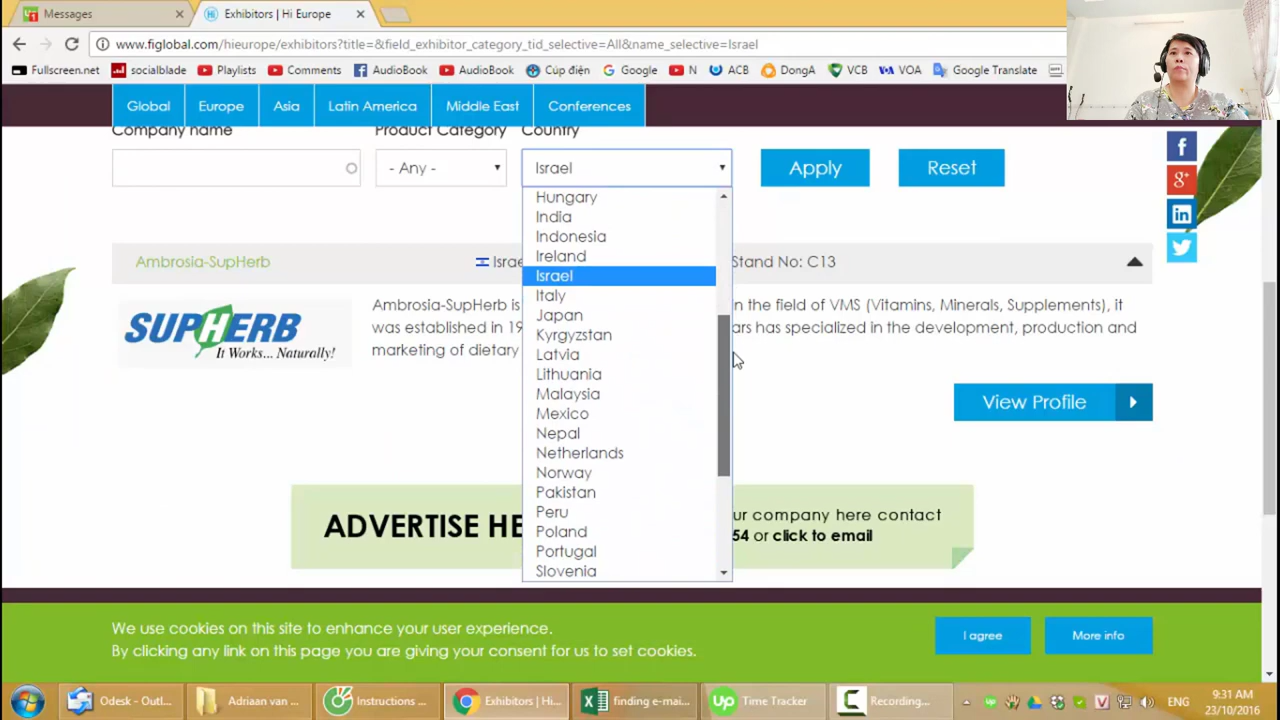 Messages
Exhibitors | Hi Europe
www.figlobal.com/hieurope/exhibitors?title=&field_exhibitor_category_tid_selective=All&name_selective=Israel
Fullscreen.net socialblade Playlists Comments AudioBook AudioBook Cúp điện Google N ACB DongA VCB VOA Google Translate
Global Europe Asia Latin America Middle East Conferences
Company name Product Category Country
- Any - Israel Apply Reset
Hungary
India
Indonesia
Ireland
Israel
Italy
Japan
Kyrgyzstan
Latvia
Lithuania
Malaysia
Mexico
Nepal
Netherlands
Norway
Pakistan
Peru
Poland
Portugal
Slovenia
Ambrosia-SupHerb Stand No: C13
SUPHERB
It Works... Naturally!
Ambrosia-SupHerb is in the field of VMS (Vitamins, Minerals, Supplements), it
was established in 19 has specialized in the development, production and
marketing of dietary
View Profile
ADVERTISE HE our company here contact
54 or click to email
We use cookies on this site to enhance your user experience.
By clicking any link on this page you are giving your consent for us to set cookies.
I agree More info
Odesk - Outl... Adriaan van ... Instructions ... Exhibitors | Hi... finding e-mai... Time Tracker Recording... ENG
9:31 AM
23/10/2016